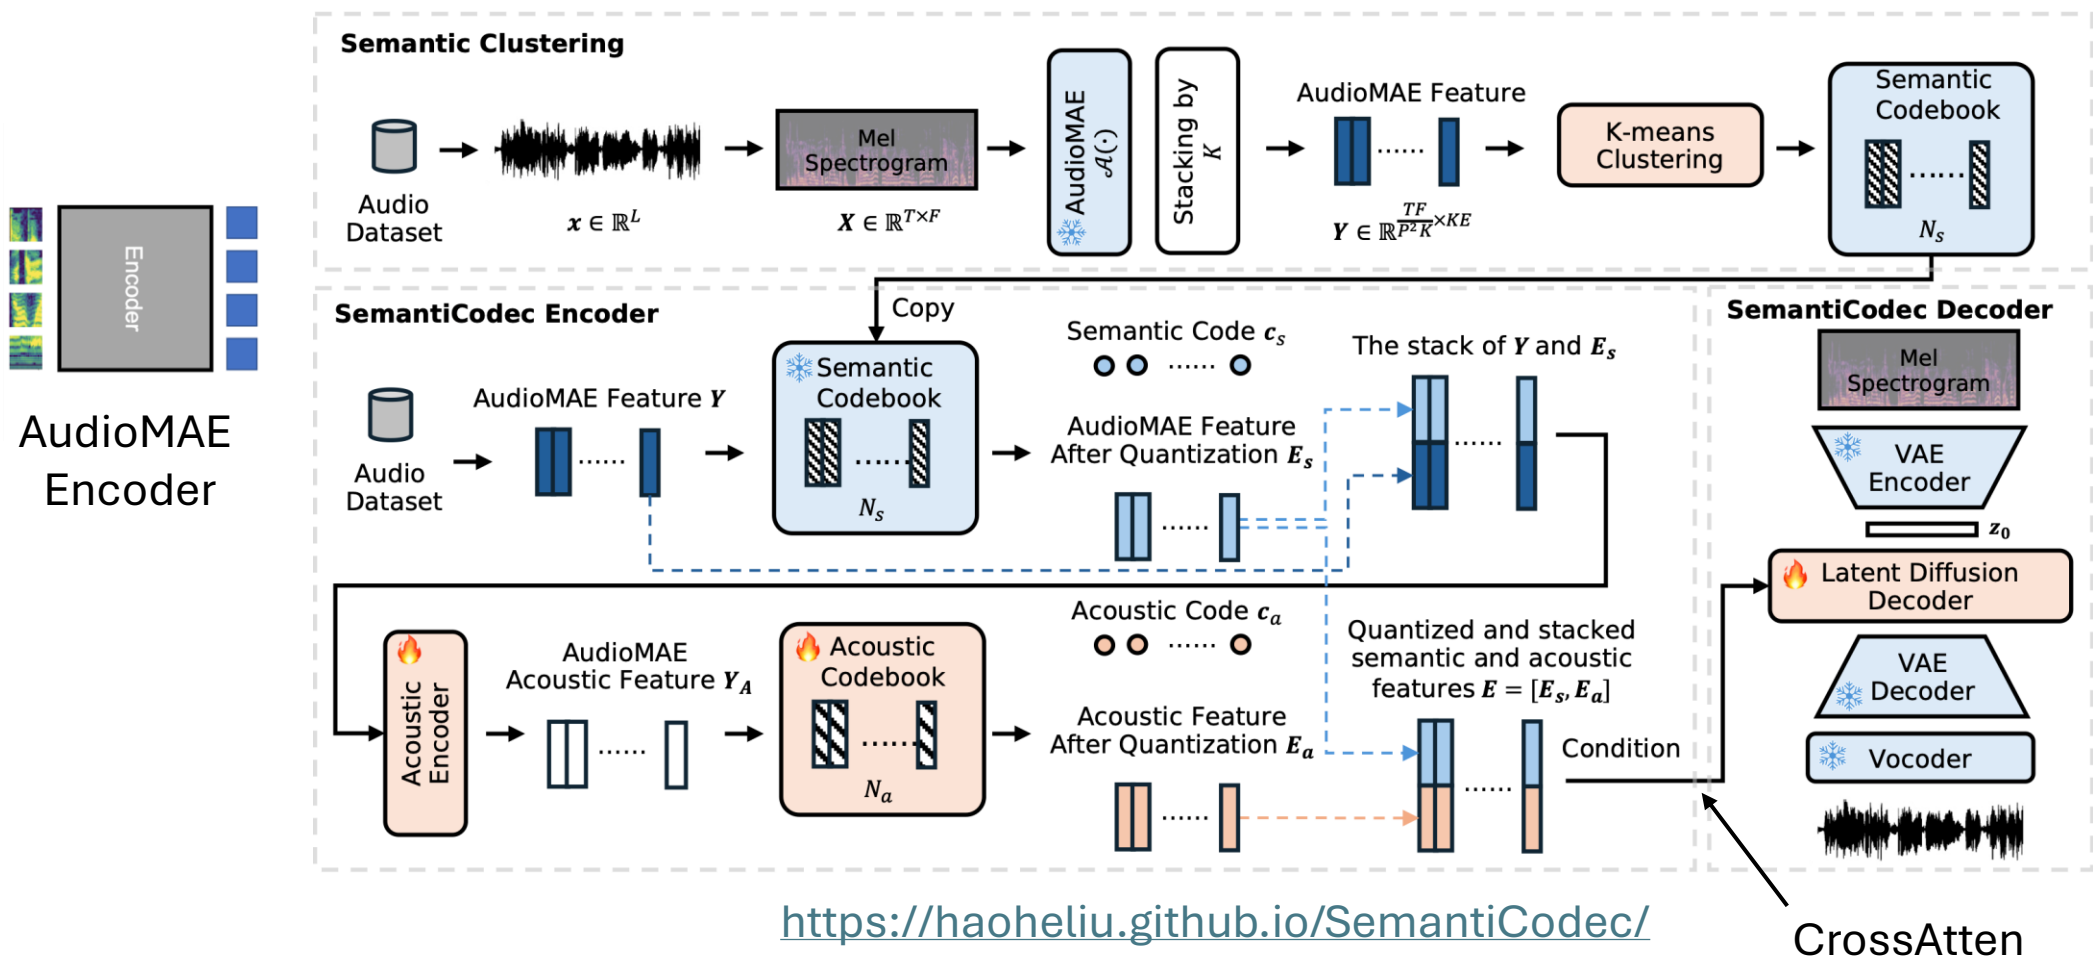 Semantic Clustering
Audio
Dataset
x ∈ ℝ^L
Mel
Spectrogram
X ∈ ℝ^{T×F}
AudioMAE
𝒜(·)
Stacking by
K
AudioMAE Feature
......
Y ∈ ℝ^{\frac{TF}{P^2 K}×KE}
K-means
Clustering
Semantic
Codebook
......
N_s
Encoder
AudioMAE
Encoder
SemantiCodec Encoder
Copy
Audio
Dataset
AudioMAE Feature Y
......
Semantic
Codebook
......
N_s
Semantic Code c_s
......
AudioMAE Feature
After Quantization E_s
......
The stack of Y and E_s
......
Acoustic
Encoder
AudioMAE
Acoustic Feature Y_A
......
Acoustic
Codebook
......
N_a
Acoustic Code c_a
......
Acoustic Feature
After Quantization E_a
......
Quantized and stacked
semantic and acoustic
features E = [E_s, E_a]
......
Condition
SemantiCodec Decoder
Mel
Spectrogram
VAE
Encoder
z_0
Latent Diffusion
Decoder
VAE
Decoder
Vocoder
https://haoheliu.github.io/SemantiCodec/
CrossAtten